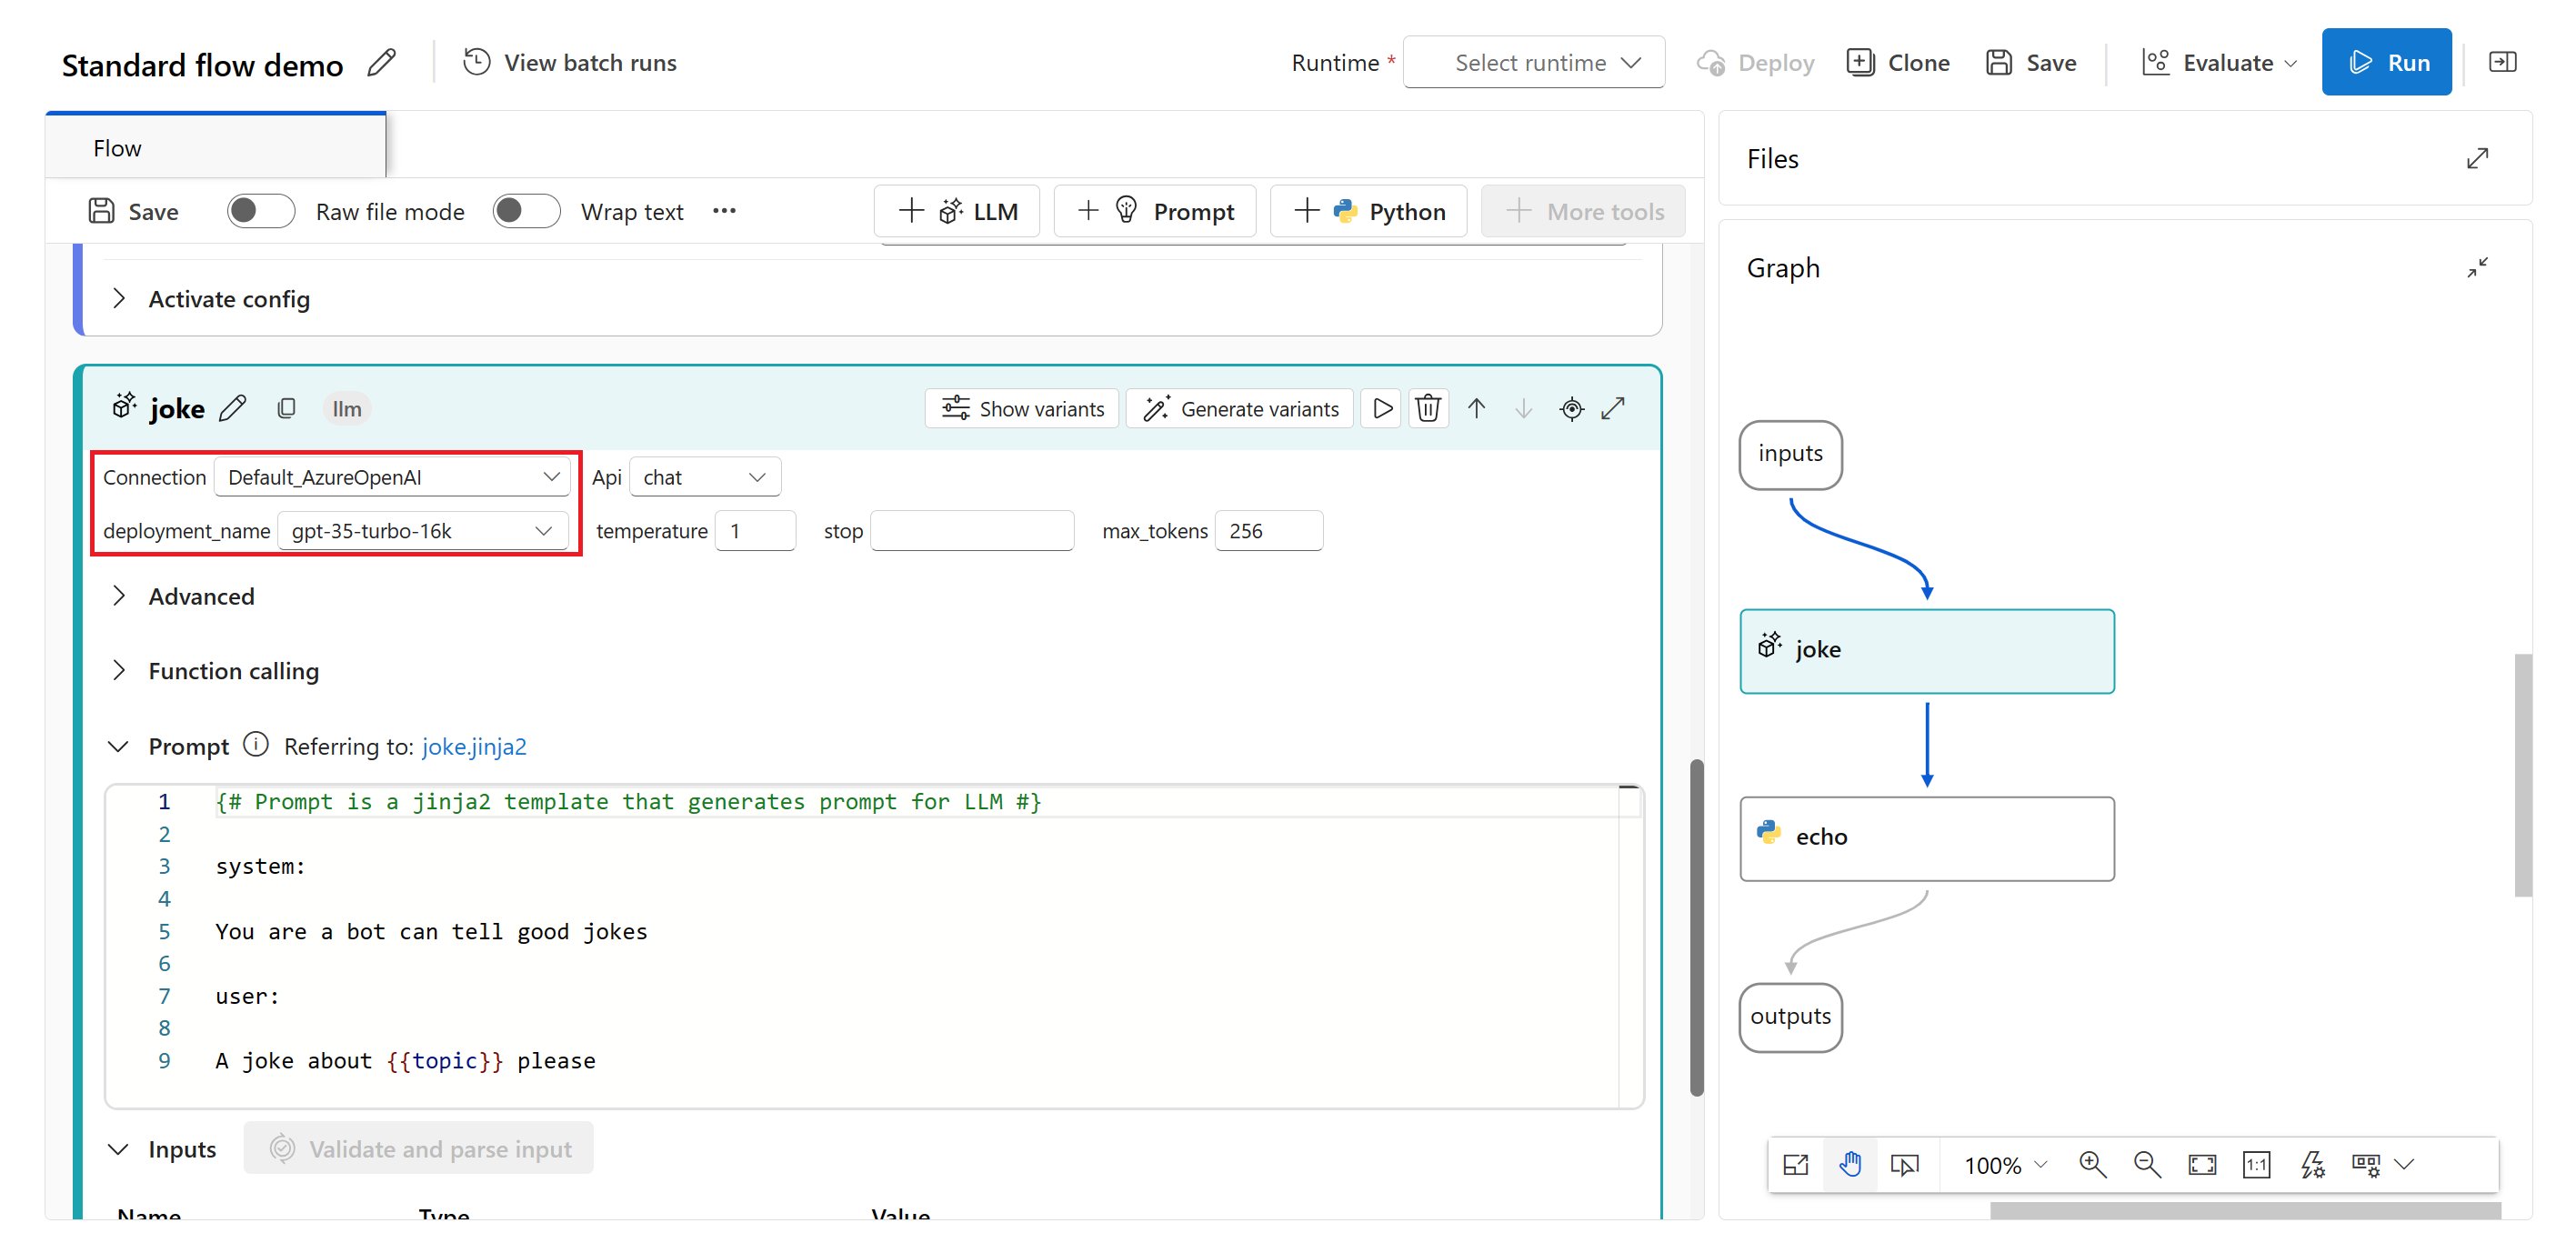 Standard flow demo View batch runs Runtime * Select runtime Deploy Clone Save Evaluate Run
Flow
Save Raw file mode Wrap text ... + LLM + Prompt + Python + More tools
Activate config
joke llm Show variants Generate variants
Connection Default_AzureOpenAI Api chat
deployment_name gpt-35-turbo-16k temperature 1 stop max_tokens 256
Advanced
Function calling
Prompt Referring to: joke.jinja2
1 {# Prompt is a jinja2 template that generates prompt for LLM #}
2
3 system:
4
5 You are a bot can tell good jokes
6
7 user:
8
9 A joke about {{topic}} please
Inputs Validate and parse input
Name Type Value
Files
Graph
inputs
joke
echo
outputs
100% 1:1